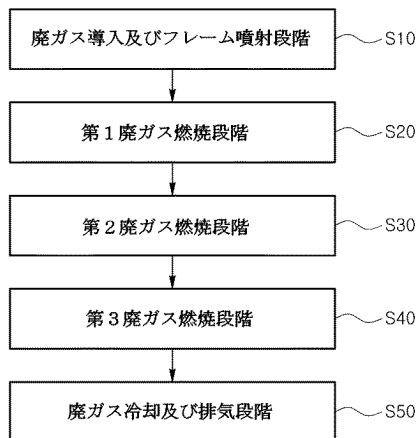 廃ガス導入及びフレーム噴射段階 S10
第1廃ガス燃焼段階 S20
第2廃ガス燃焼段階 S30
第3廃ガス燃焼段階 S40
廃ガス冷却及び排気段階 S50